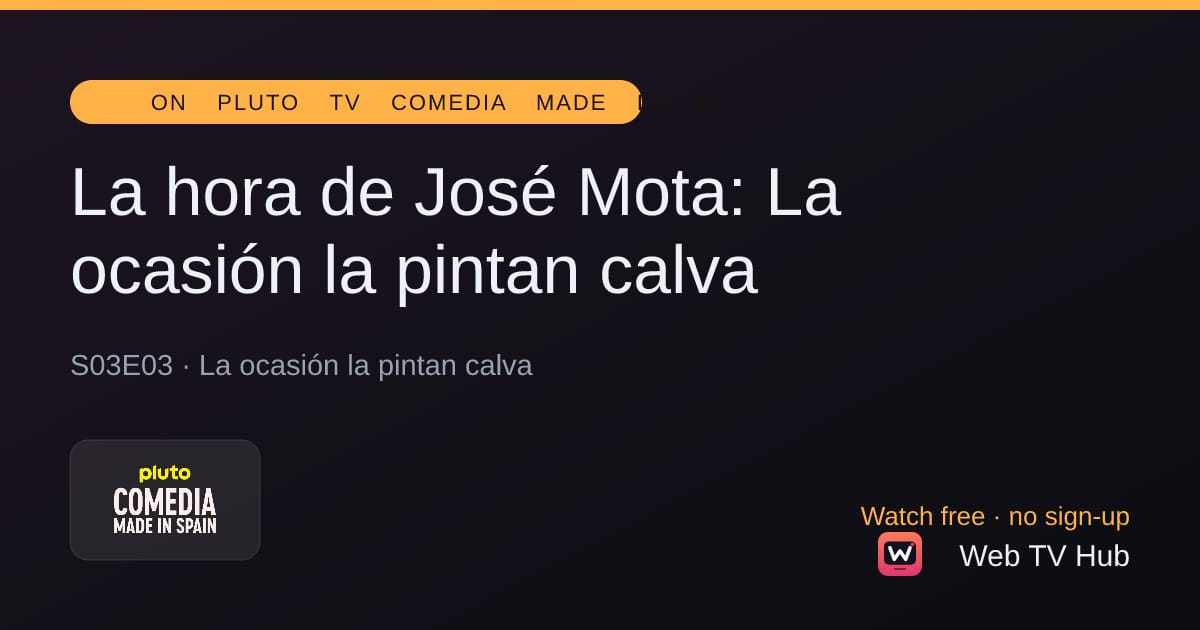 ON PLUTO TV COMEDIA MADE
La hora de José Mota: La
ocasión la pintan calva
S03E03 · La ocasión la pintan calva
pluto
COMEDIA
MADE IN SPAIN
Watch free · no sign-up
W
Web TV Hub